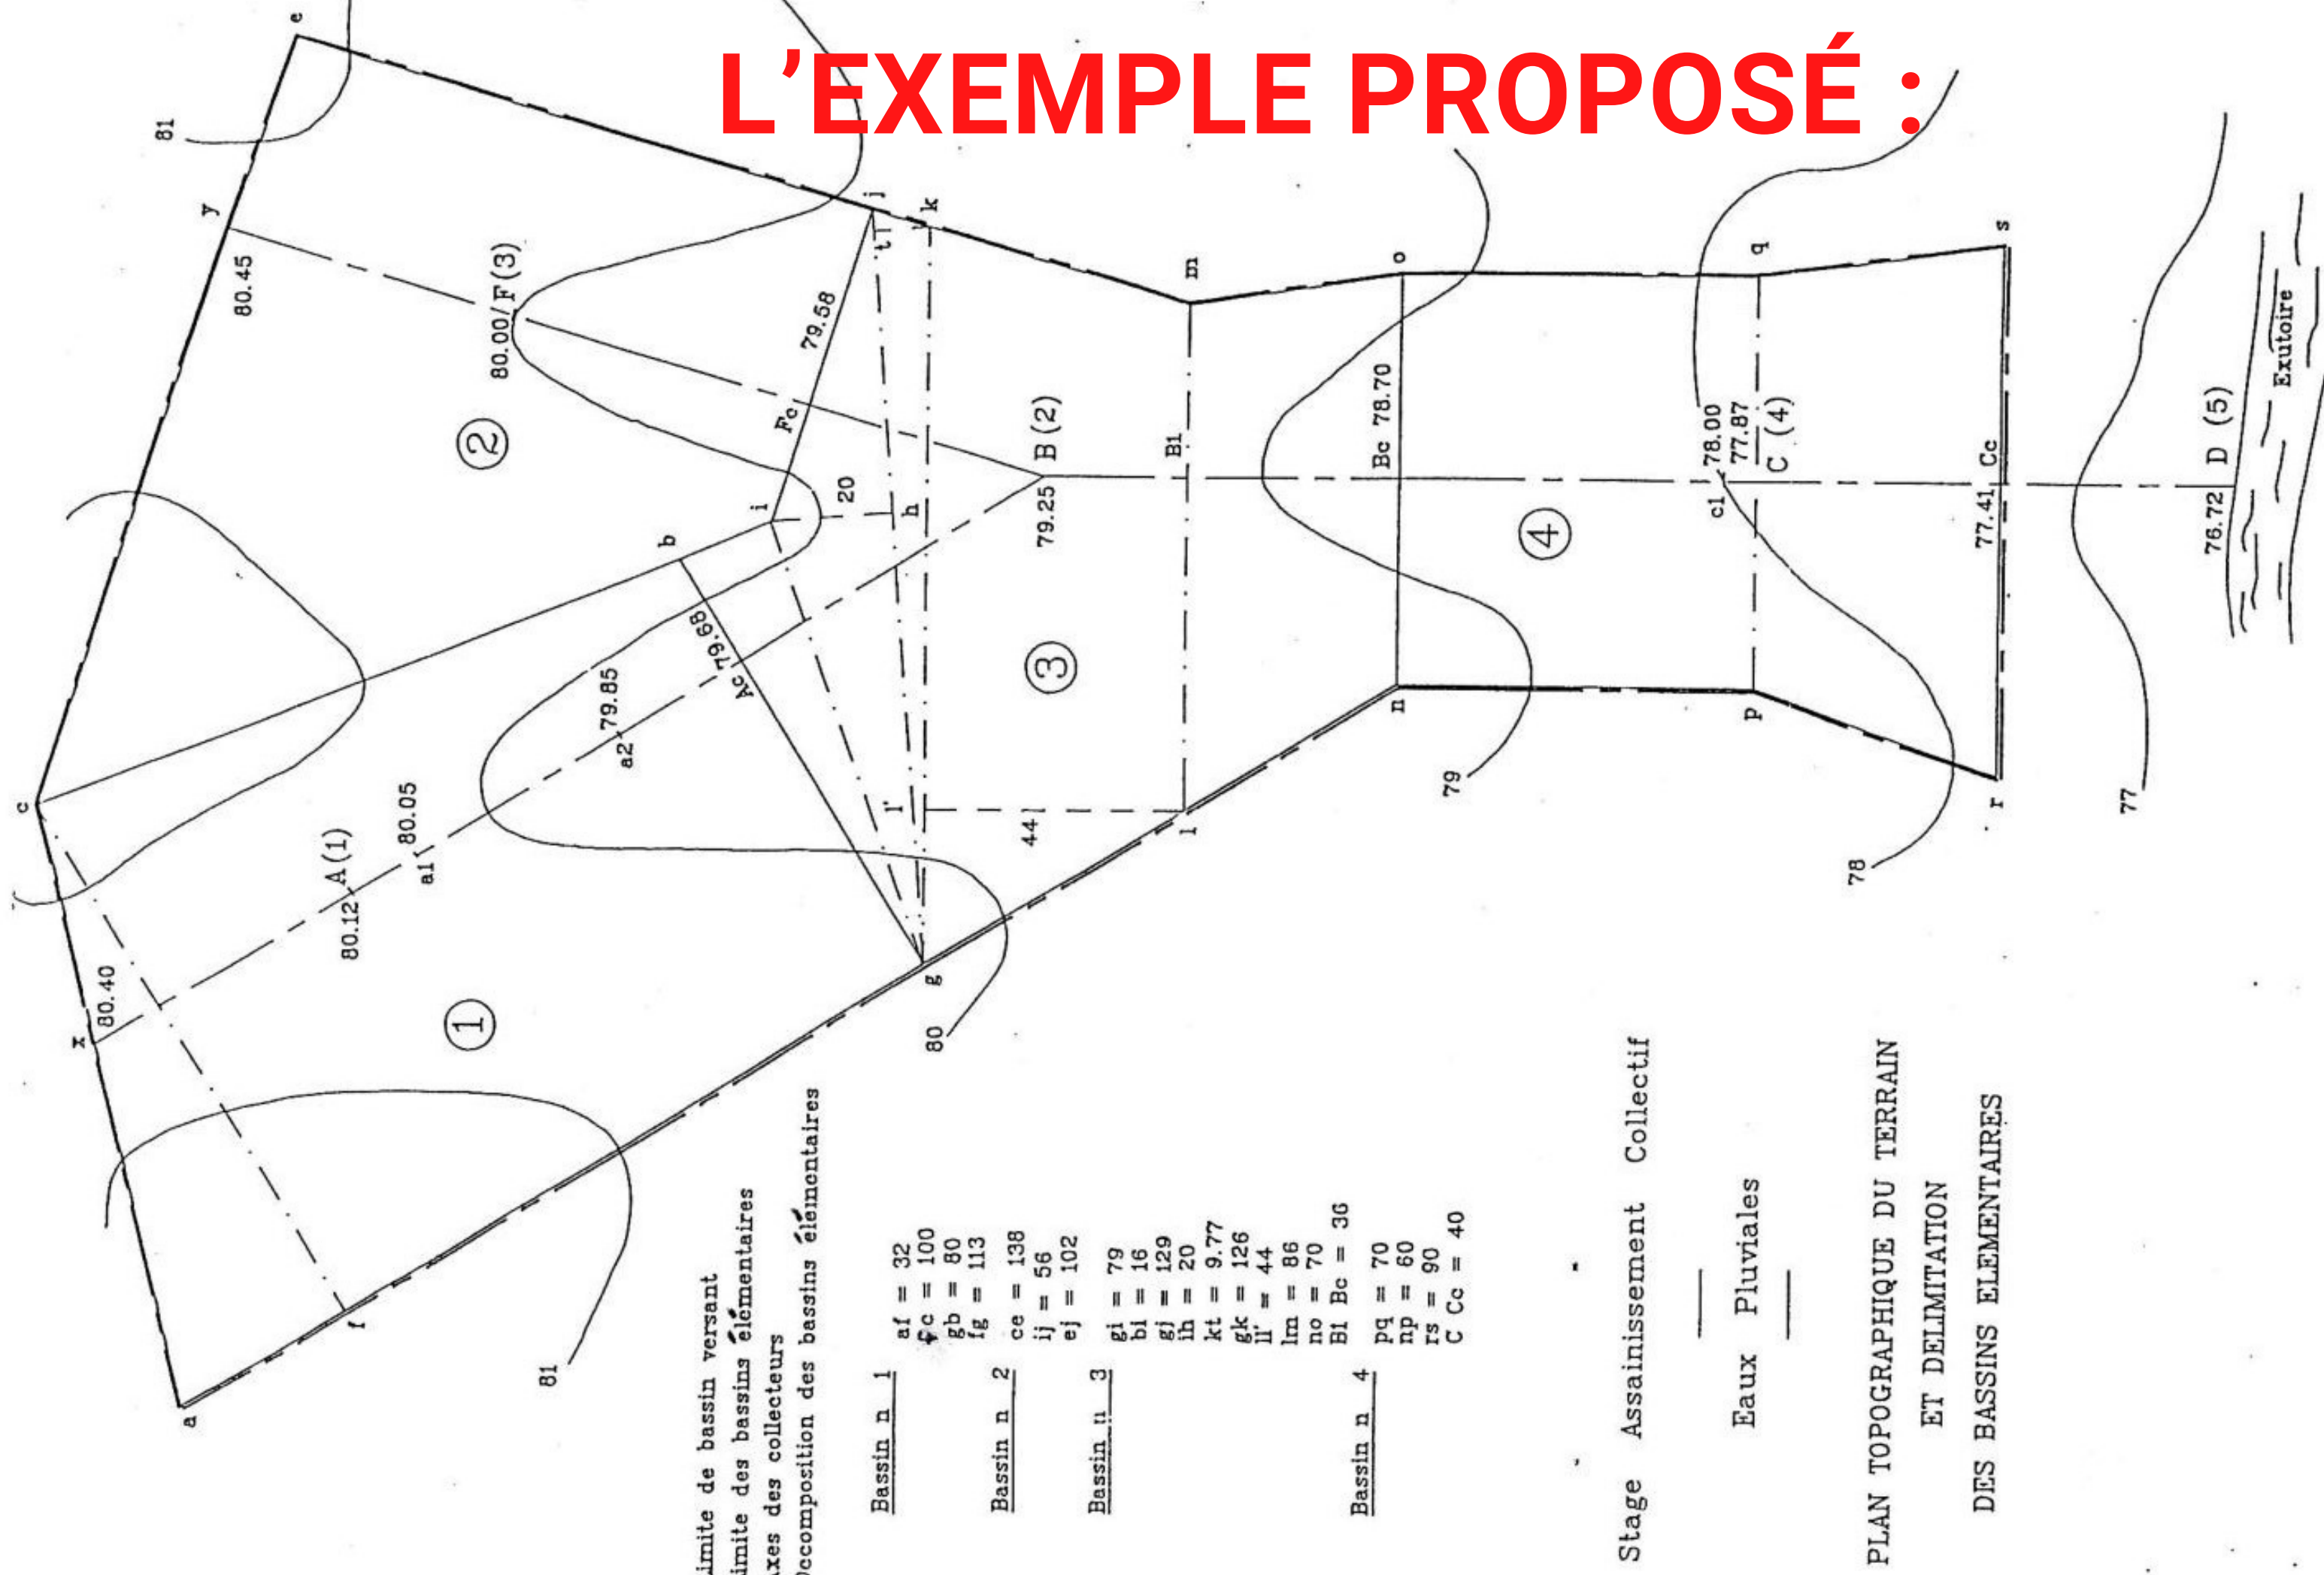 L'EXEMPLE PROPOSÉ :
e
81
y
80.45
80.00/F(3)
2
c
x
80.40
80.12 A(1)
80.05
a1
a2
79.85
1
a
f
81
b
i
20
Fc
79.58
j
t
k
h
Ac 79.68
l'
g
80
44
l
3
B (2)
79.25
B1
m
o
Bc 78.70
n
79
4
c1
78.00
77.87
C (4)
q
p
s
Cc
77.41
r
78
77
76.72 D (5)
Exutoire
imite de bassin versant
imite des bassins élémentaires
xes des collecteurs
composition des bassins élémentaires
Bassin n 1
af = 32
c = 100
gb = 80
fg = 113
Bassin n 2
ce = 138
ij = 56
ej = 102
Bassin n 3
gi = 79
bi = 16
gj = 129
ih = 20
kt = 9.77
gk = 126
ll' = 44
lm = 86
no = 70
B1 Bc = 36
Bassin n 4
pq = 70
np = 60
rs = 90
C Cc = 40
Stage Assainissement Collectif
Eaux Pluviales
PLAN TOPOGRAPHIQUE DU TERRAIN
ET DELIMITATION
DES BASSINS ELEMENTAIRES